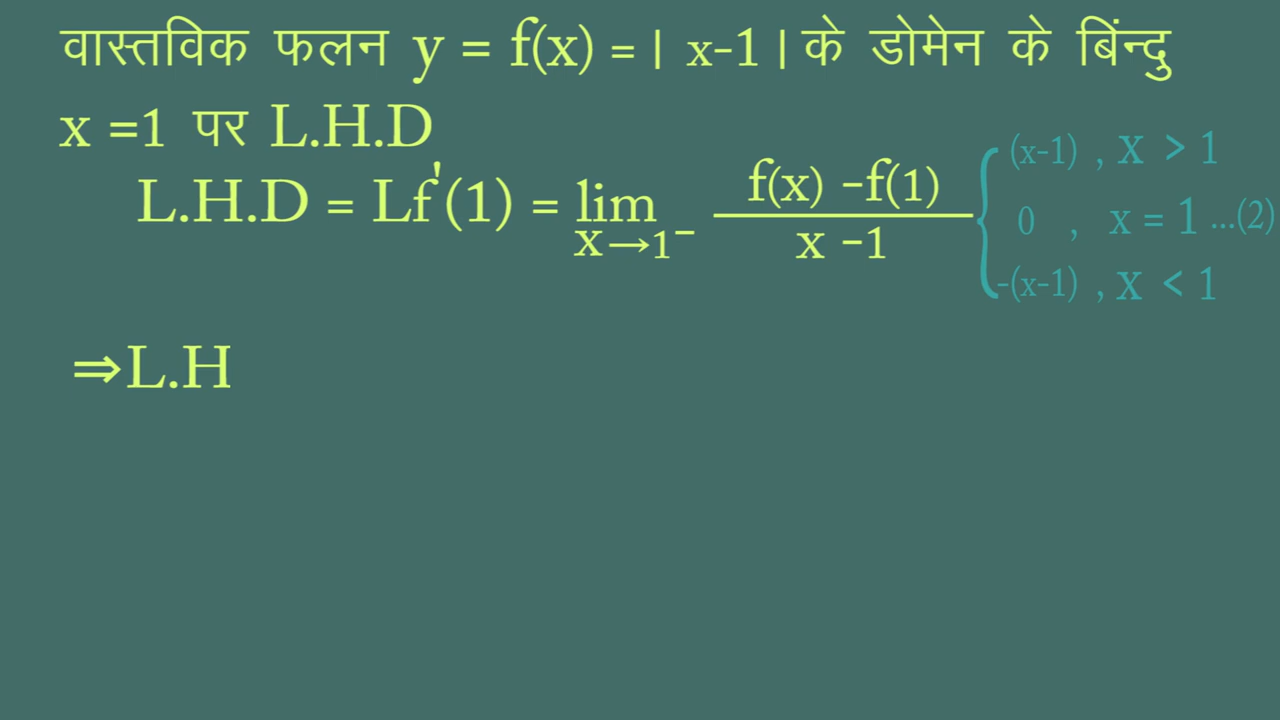 वास्तविक फलन y = f(x) = | x-1 | के डोमेन के बिंन्दु
x =1 पर L.H.D
L.H.D = Lf'(1) = lim x→1⁻ f(x) -f(1) / x -1
{ (x-1) , x > 1
0 , x = 1 ...(2)
-(x-1) , x < 1
⇒L.H